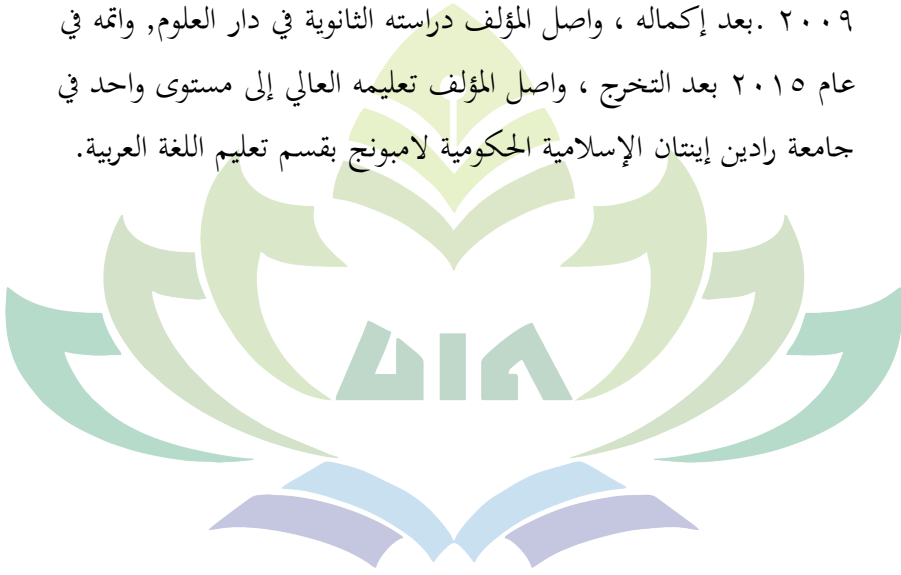 ٢٠٠٩ .بعد إكماله ، واصل المؤلف دراسته الثانوية في دار العلوم, واتمه في
عام ٢٠١٥ بعد التخرج ، واصل المؤلف تعليمه العالي إلى مستوى واحد في
جامعة رادين إينتان الإسلامية الحكومية لامبونج بقسم تعليم اللغة العربية.
UIN